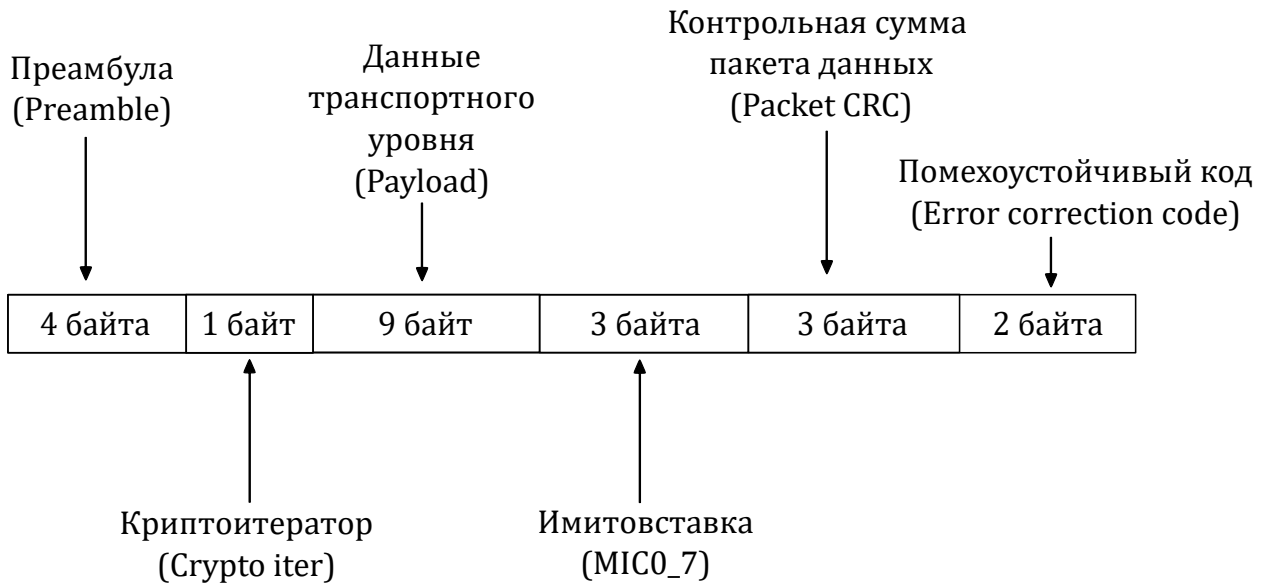 Преамбула
(Preamble)
Данные
транспортного
уровня
(Payload)
Контрольная сумма
пакета данных
(Packet CRC)
Помехоустойчивый код
(Error correction code)
4 байта
1 байт
9 байт
3 байта
3 байта
2 байта
Криптоитератор
(Crypto iter)
Имитовставка
(MIC0_7)